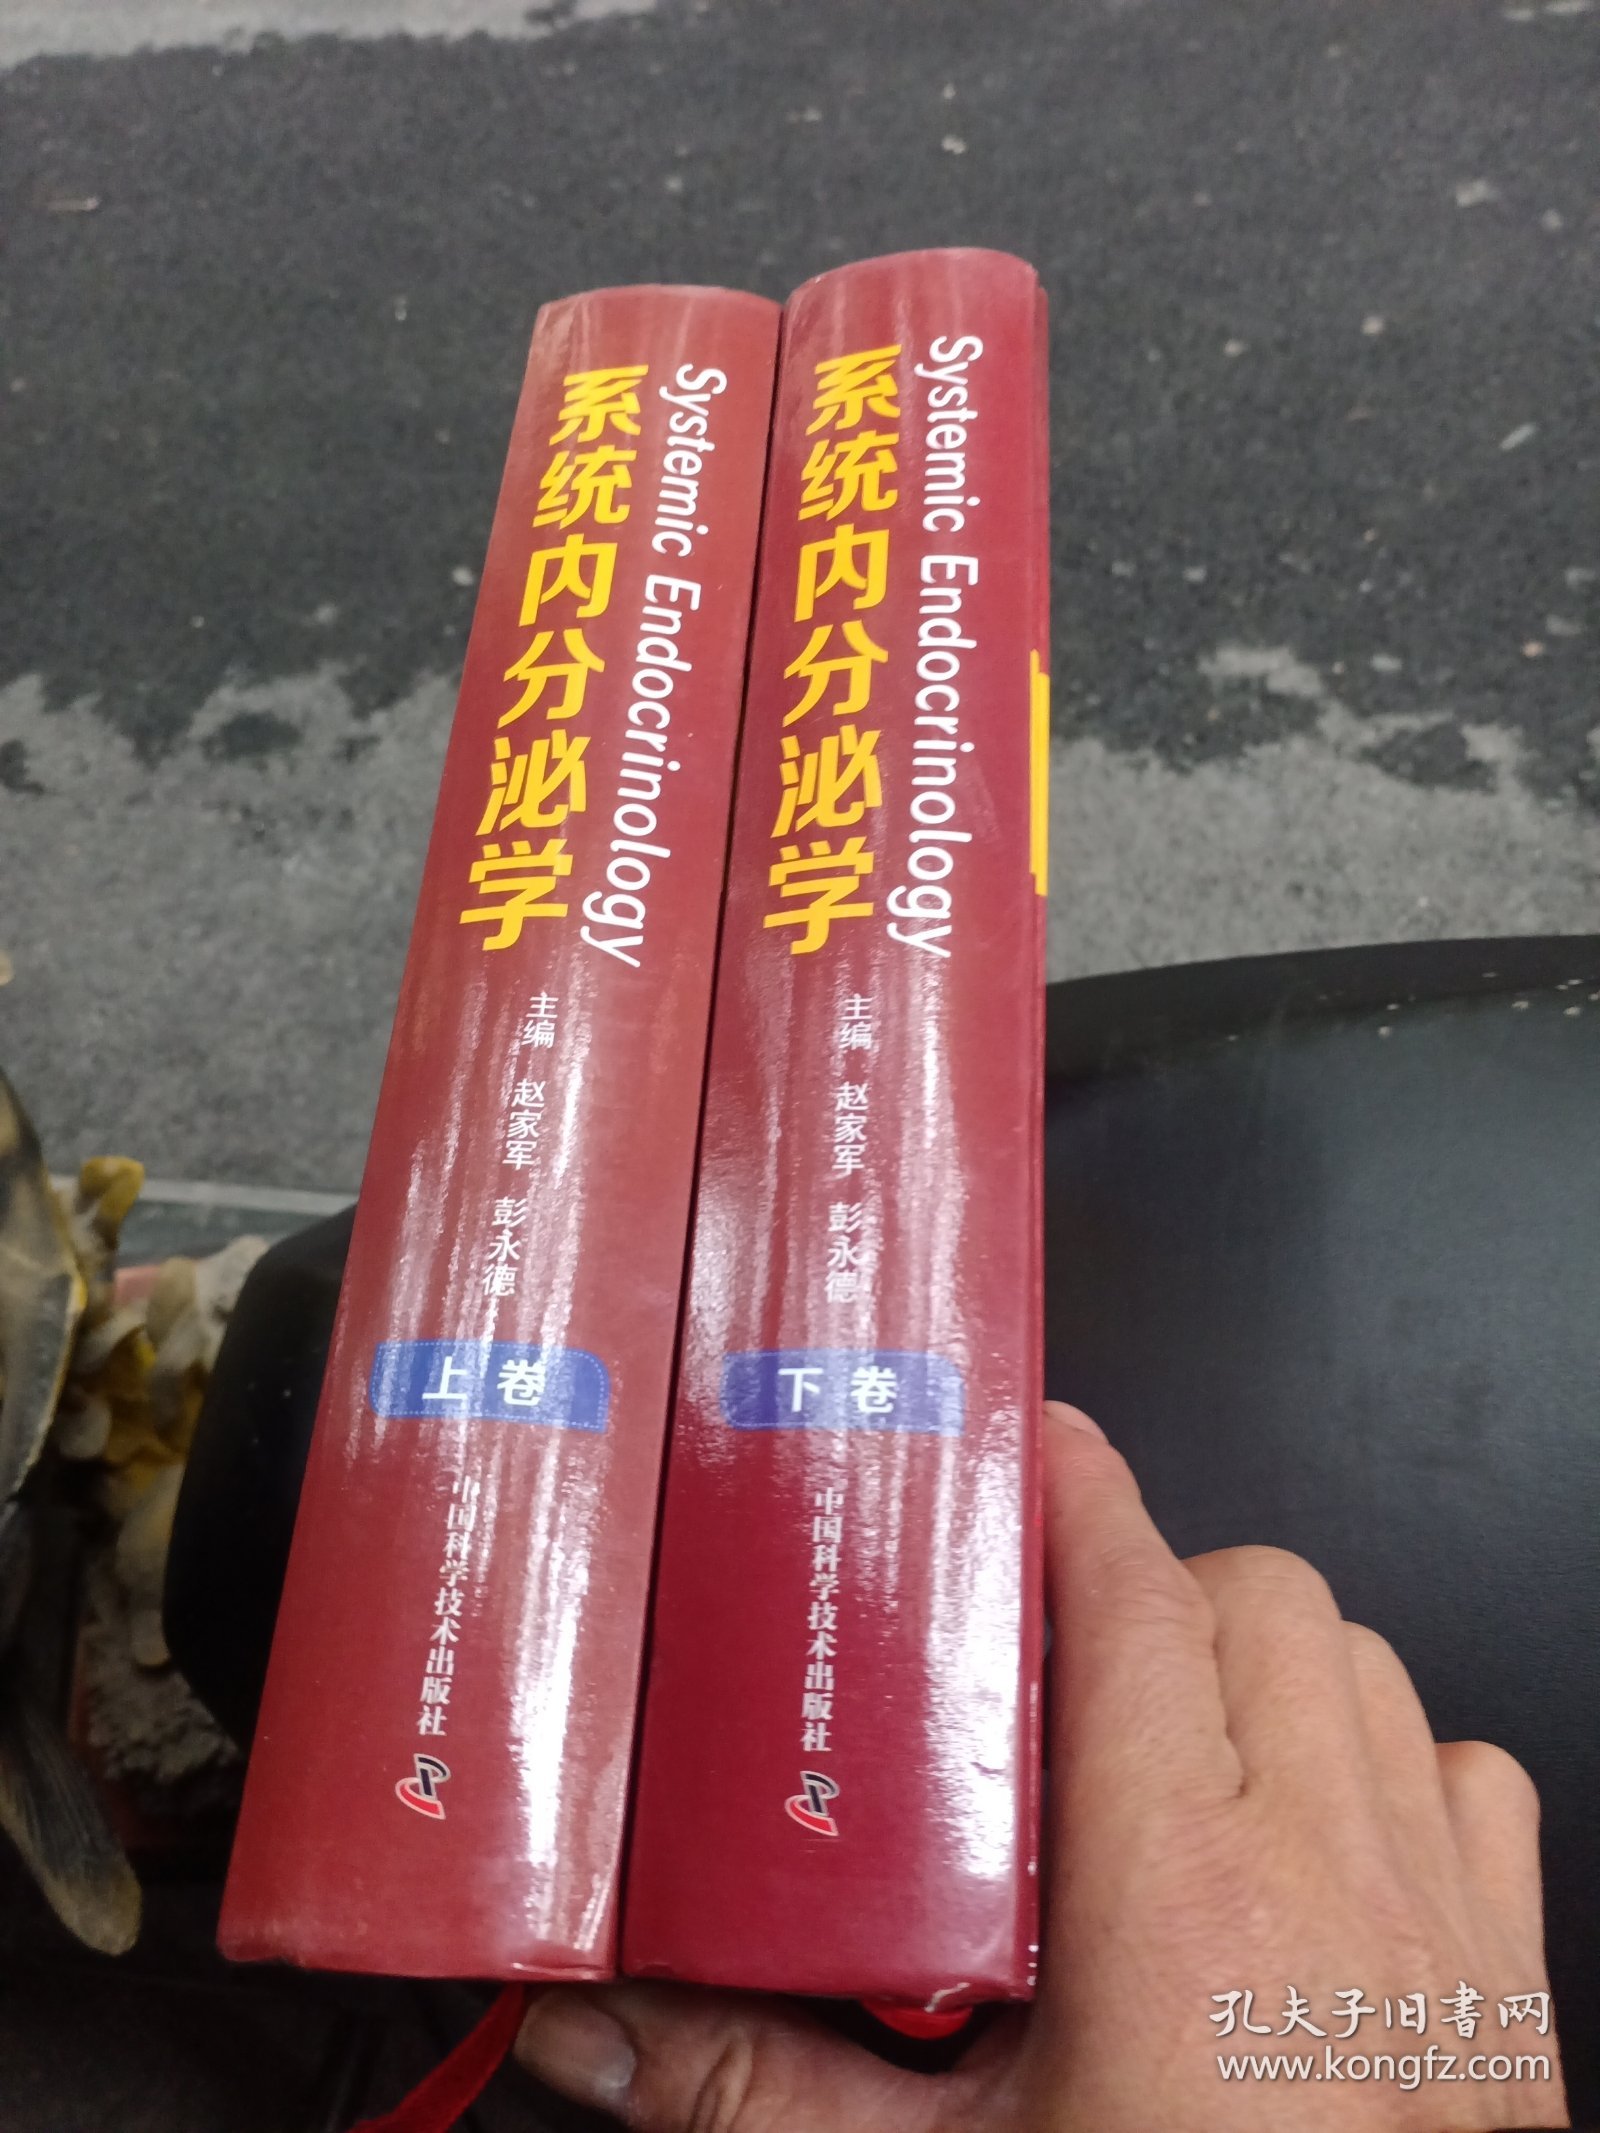 系统内分泌学
Systemic Endocrinology
主编 赵家军 彭永德
上卷
中国科学技术出版社
系统内分泌学
Systemic Endocrinology
主编 赵家军 彭永德
下卷
中国科学技术出版社
孔夫子旧書网
www.kongfz.com